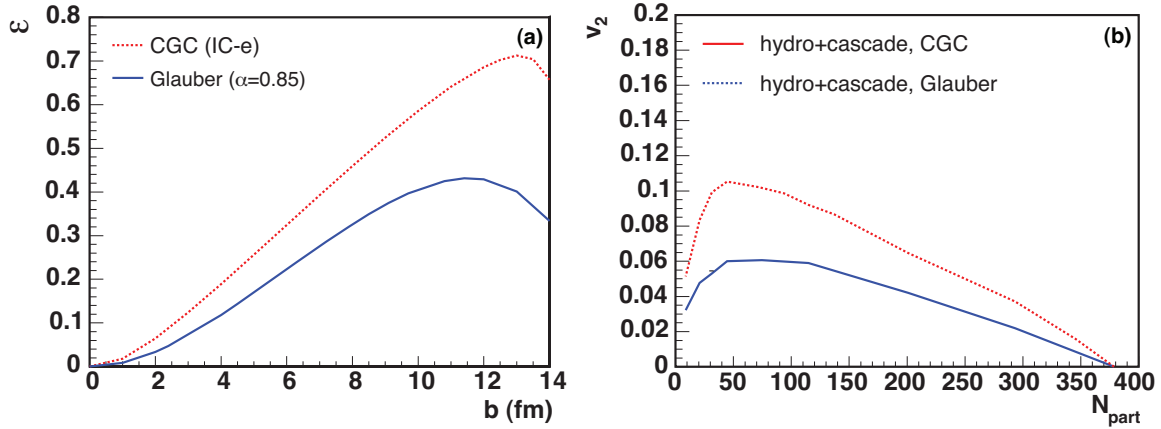 ε
0.8
0.7
0.6
0.5
0.4
0.3
0.2
0.1
0
(a)
CGC (IC-e)
Glauber (α=0.85)
0 2 4 6 8 10 12 14
b (fm)
v2
0.2
0.18
0.16
0.14
0.12
0.1
0.08
0.06
0.04
0.02
0
(b)
hydro+cascade, CGC
hydro+cascade, Glauber
0 50 100 150 200 250 300 350 400
Npart